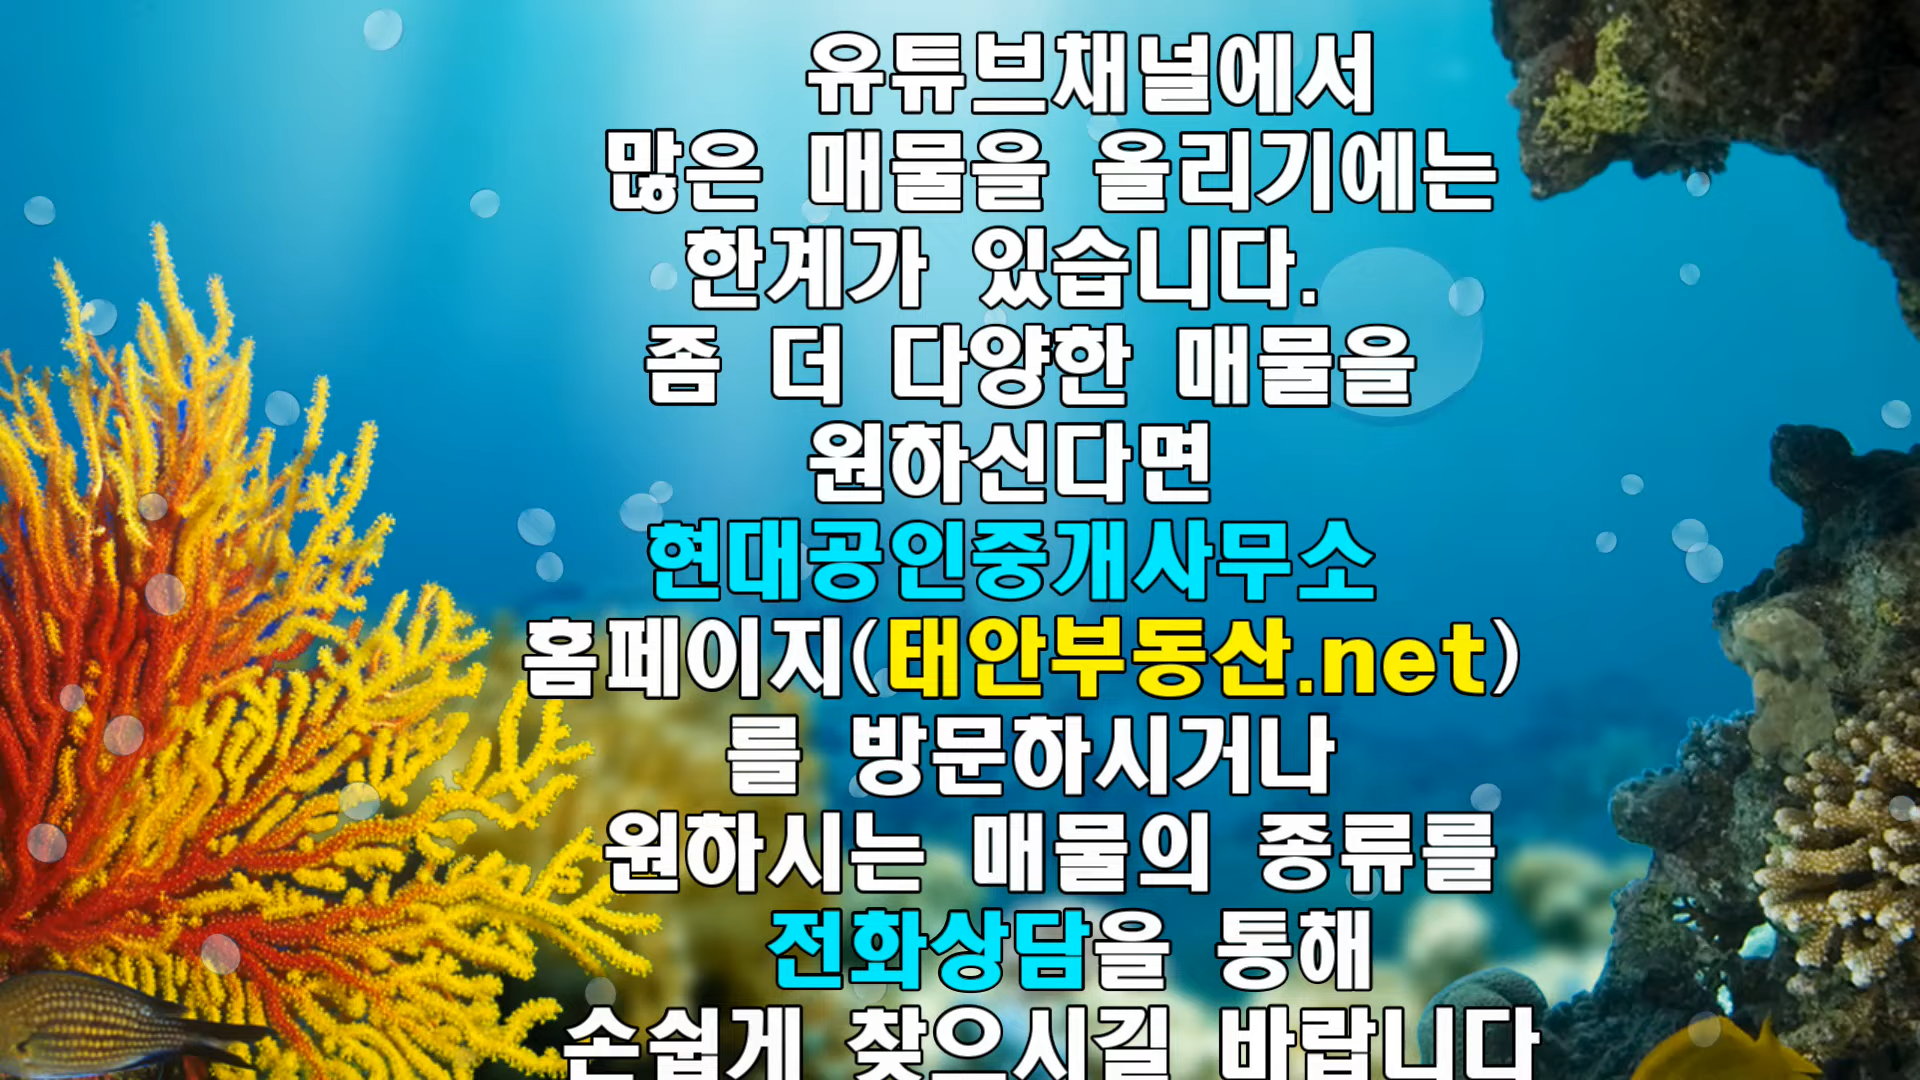 유튜브채널에서
많은 매물을 올리기에는
한계가 있습니다.
좀 더 다양한 매물을
원하신다면
현대공인중개사무소
홈페이지(태안부동산.net)
를 방문하시거나
원하시는 매물의 종류를
전화상담을 통해
손쉽게 찾으시길 바랍니다